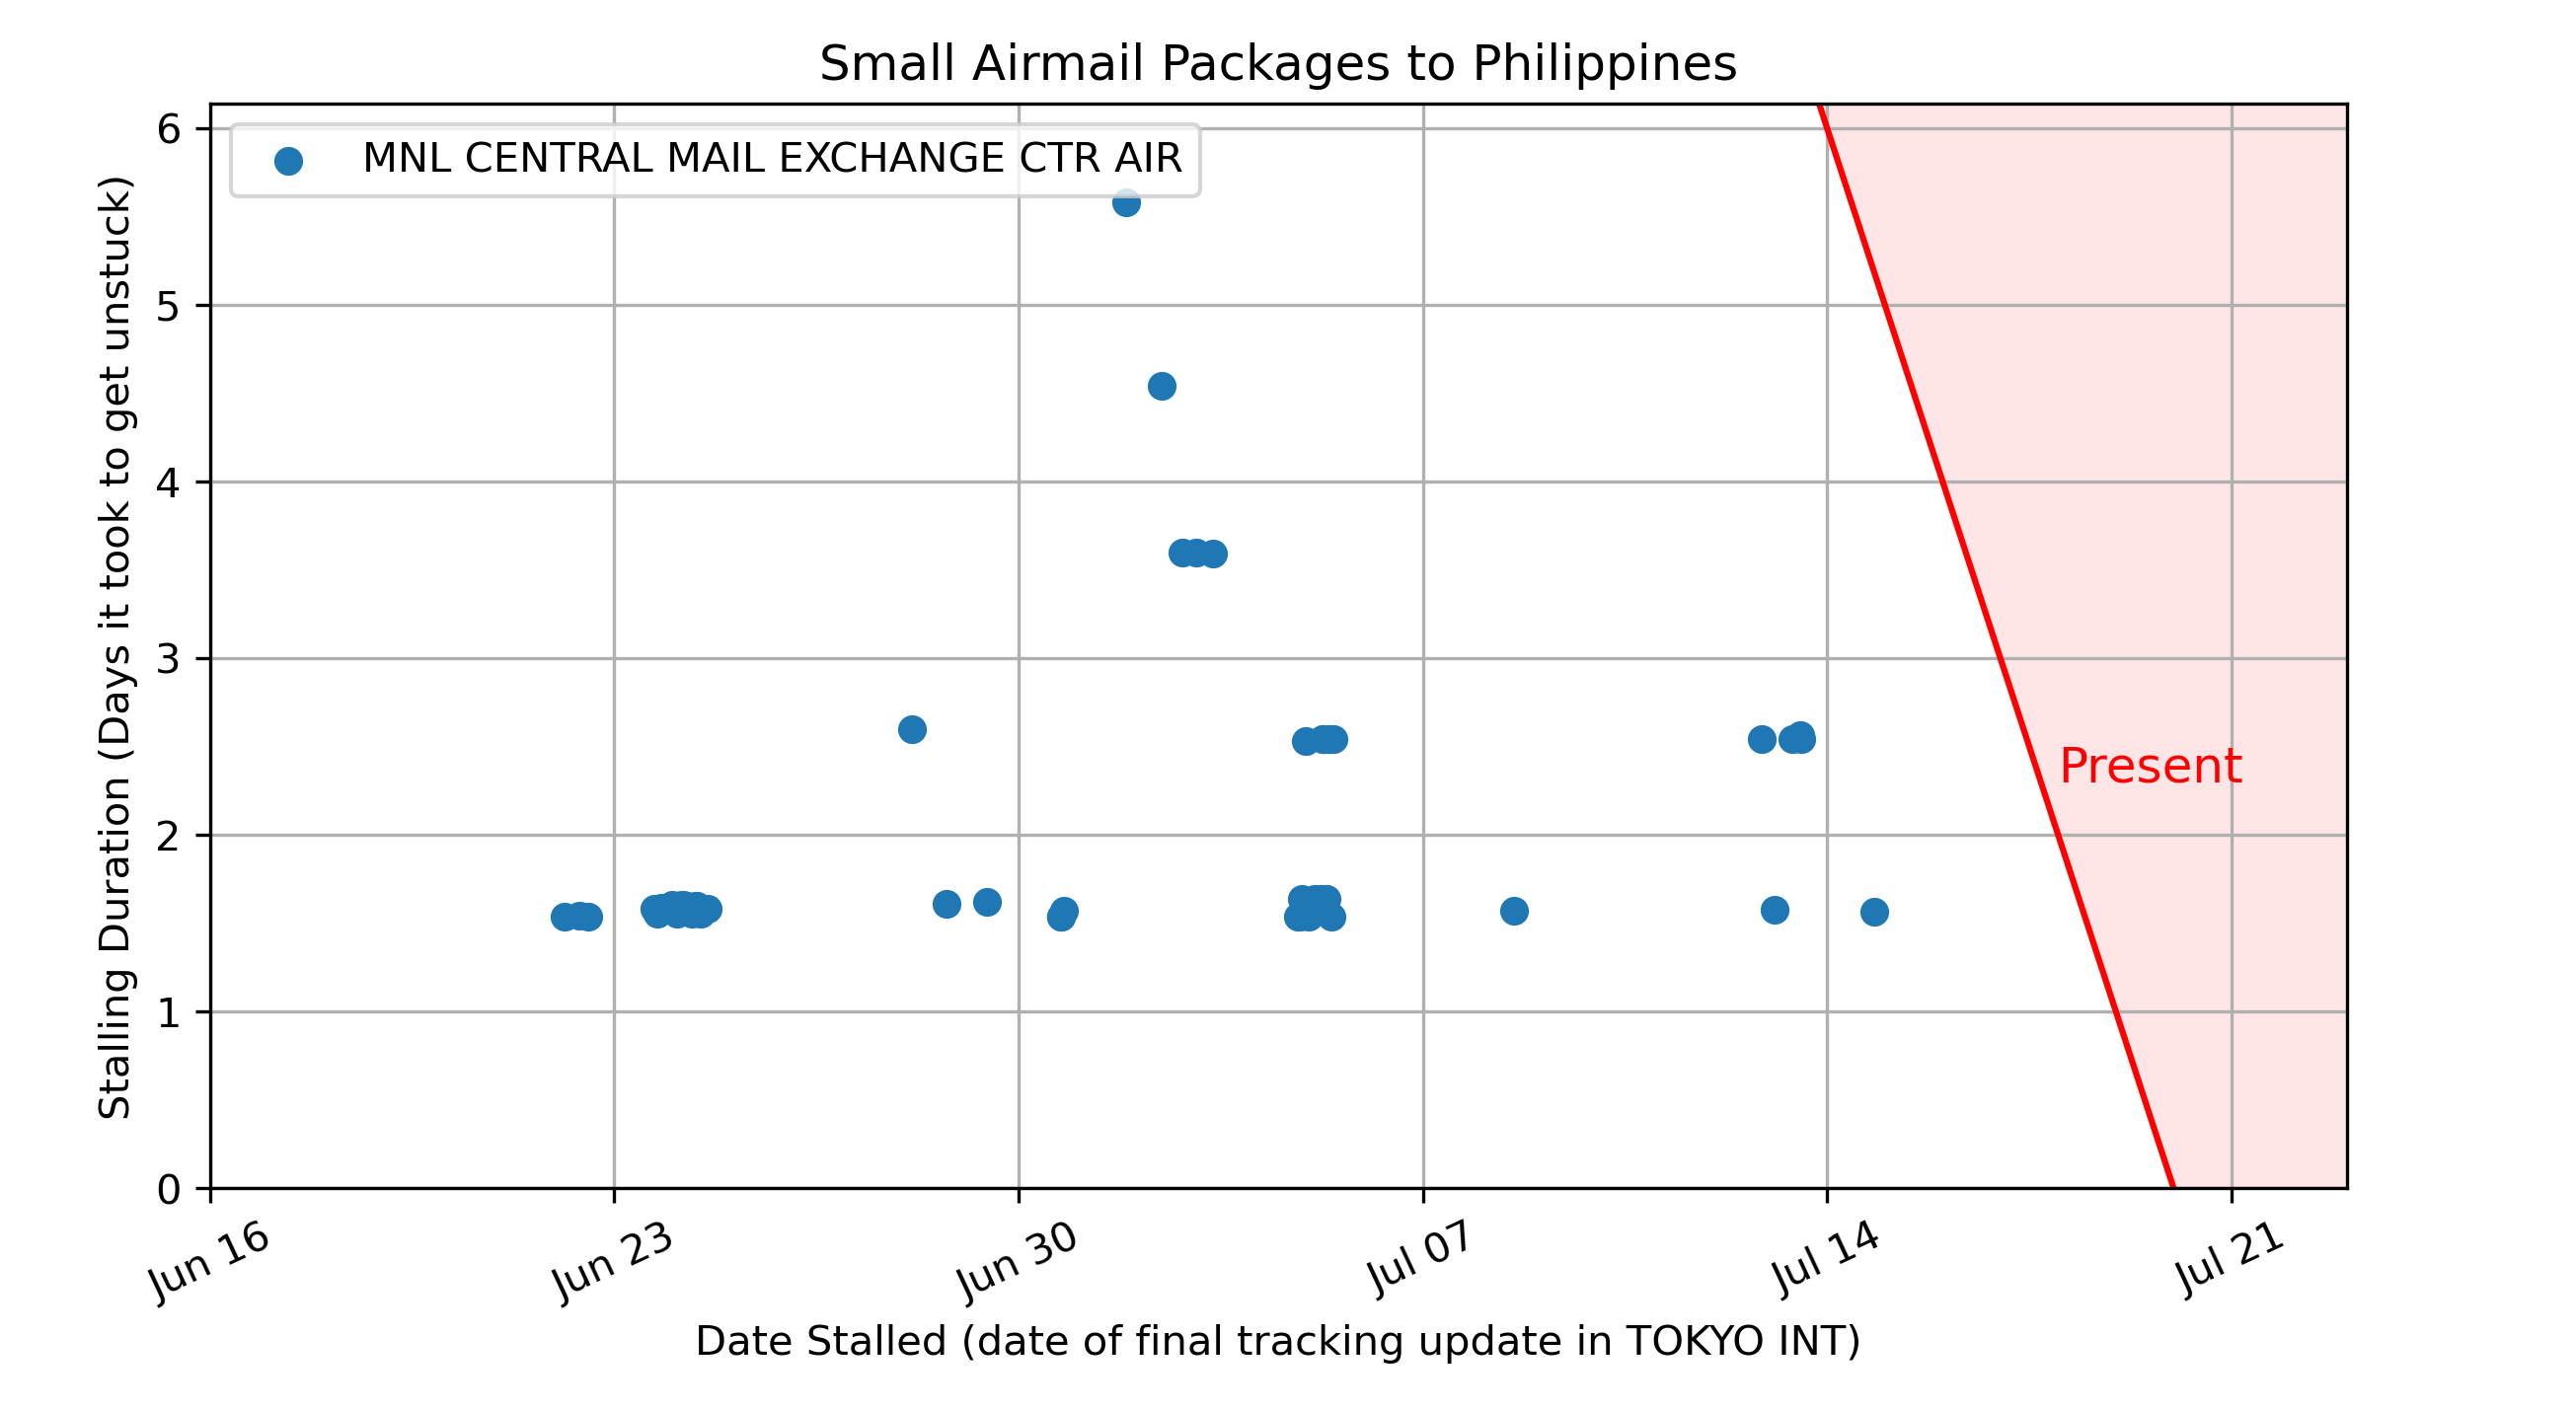 Small Airmail Packages to Philippines
MNL CENTRAL MAIL EXCHANGE CTR AIR
Stalling Duration (Days it took to get unstuck)
6
5
4
3
2
1
0
Present
Jun 16
Jun 23
Jun 30
Jul 07
Jul 14
Jul 21
Date Stalled (date of final tracking update in TOKYO INT)